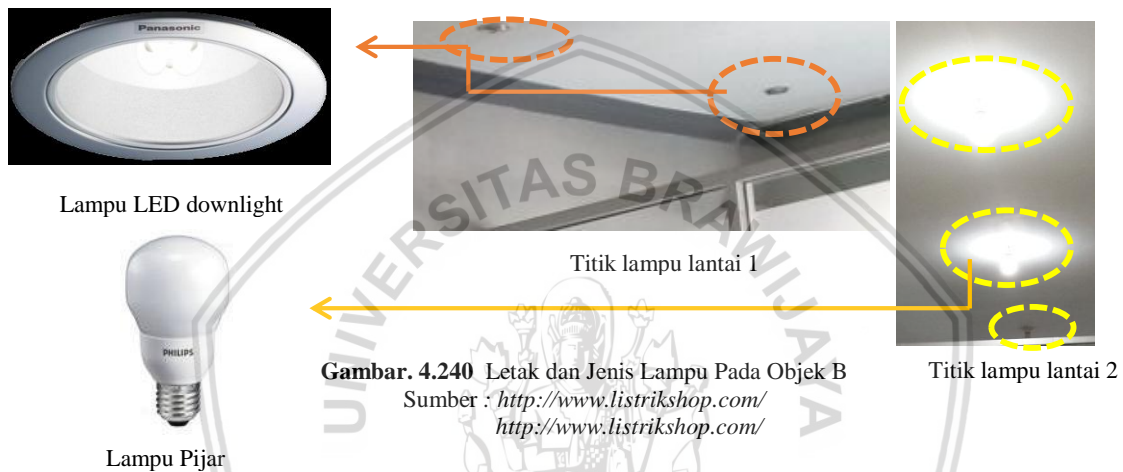 Panasonic
Lampu LED downlight
Titik lampu lantai 1
PHILIPS
Gambar. 4.240 Letak dan Jenis Lampu Pada Objek B
Sumber : http://www.listrikshop.com/
http://www.listrikshop.com/
Titik lampu lantai 2
Lampu Pijar
UNIVERSITAS BRAWIJAYA